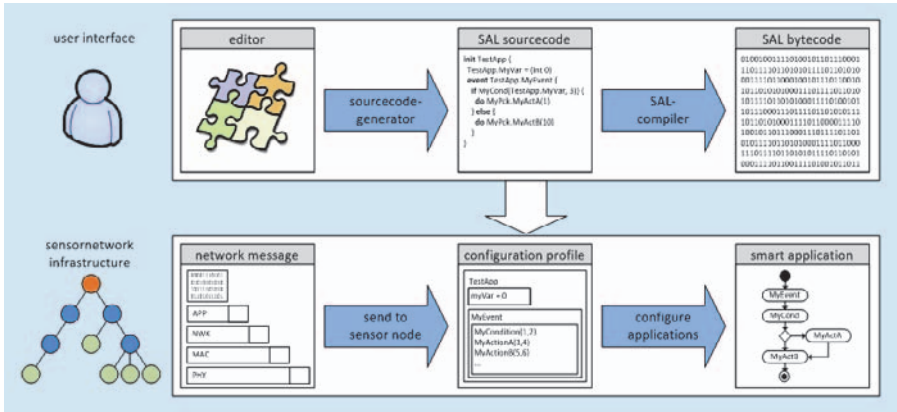 user interface
editor
sourcecode-
generator
SAL sourcecode
init TestApp {
TestApp.MyVar = (Int 0)
event TestApp.MyEvent {
if MyCond(TestApp.MyVar, 3)) {
do MyPck.MyActA(1)
} else {
do MyPck.MyActB(10)
}
}
SAL-
compiler
SAL bytecode
sensornetwork
infrastructure
network message
APP
NWK
MAC
PHY
send to
sensor node
configuration profile
TestApp
myVar = 0
MyEvent
MyCondition(1,2)
MyActionA(3,4)
MyActionB(5,6)
...
configure
applications
smart application
MyEvent
MyCond
MyActA
MyActB